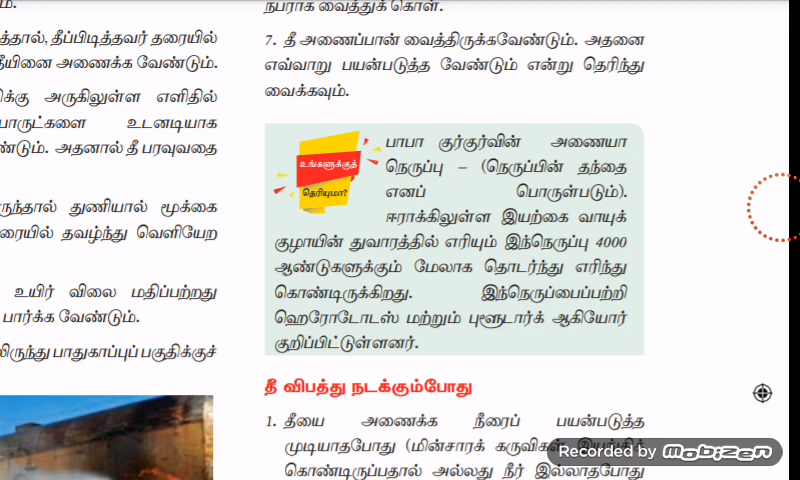 ம்.
த்தால், தீப்பிடித்தவர் தரையில்
தீயினை அணைக்க வேண்டும்.
க்கு அருகிலுள்ள எளிதில்
பொருட்களை உடனடியாக
ண்டும். அதனால் தீ பரவுவதை
ருந்தால் துணியால் மூக்கை
ரையில் தவழ்ந்து வெளியேற
உயிர் விலை மதிப்பற்றது
பார்க்க வேண்டும்.
லிருந்து பாதுகாப்புப் பகுதிக்குச்
நபராக வைத்துக் கொள்.
7. தீ அணைப்பான் வைத்திருக்கவேண்டும். அதனை
எவ்வாறு பயன்படுத்த வேண்டும் என்று தெரிந்து
வைக்கவும்.
உங்களுக்குத்
தெரியுமா?
பாபா குர்குர்வின் அணையா
நெருப்பு – (நெருப்பின் தந்தை
எனப் பொருள்படும்).
ஈராக்கிலுள்ள இயற்கை வாயுக்
குழாயின் துவாரத்தில் எரியும் இந்நெருப்பு 4000
ஆண்டுகளுக்கும் மேலாக தொடர்ந்து எரிந்து
கொண்டிருக்கிறது. இந்நெருப்பைப்பற்றி
ஹெரோடோடஸ் மற்றும் புளூடார்க் ஆகியோர்
குறிப்பிட்டுள்ளனர்.
தீ விபத்து நடக்கும்போது
1. தீயை அணைக்க நீரைப் பயன்படுத்த
முடியாதபோது (மின்சாரக் கருவிகள்
கொண்டிருப்பதால் அல்லது நீர் இல்லாதபோது
Recorded by mobizen